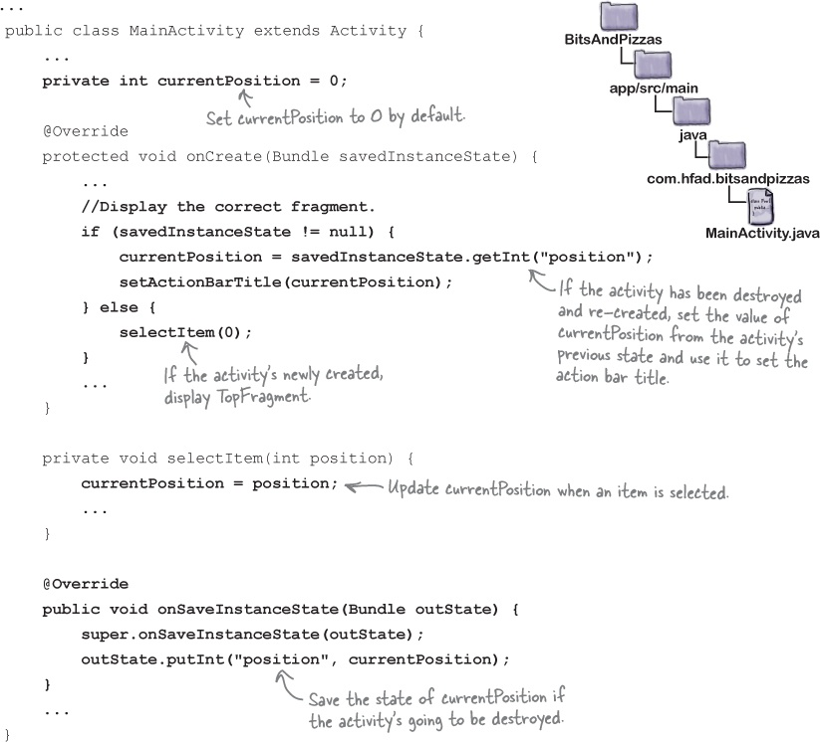 ...
public class MainActivity extends Activity {
...
private int currentPosition = 0;
Set currentPosition to 0 by default.
@Override
protected void onCreate(Bundle savedInstanceState) {
...
//Display the correct fragment.
if (savedInstanceState != null) {
currentPosition = savedInstanceState.getInt("position");
setActionBarTitle(currentPosition);
} else {
selectItem(0);
}
...
}
If the activity's newly created,
display TopFragment.
If the activity has been destroyed
and re-created, set the value of
currentPosition from the activity's
previous state and use it to set the
action bar title.
private void selectItem(int position) {
currentPosition = position;
Update currentPosition when an item is selected.
...
}
@Override
public void onSaveInstanceState(Bundle outState) {
super.onSaveInstanceState(outState);
outState.putInt("position", currentPosition);
}
...
Save the state of currentPosition if
the activity's going to be destroyed.
}
BitsAndPizzas
app/src/main
java
com.hfad.bitsandpizzas
MainActivity.java